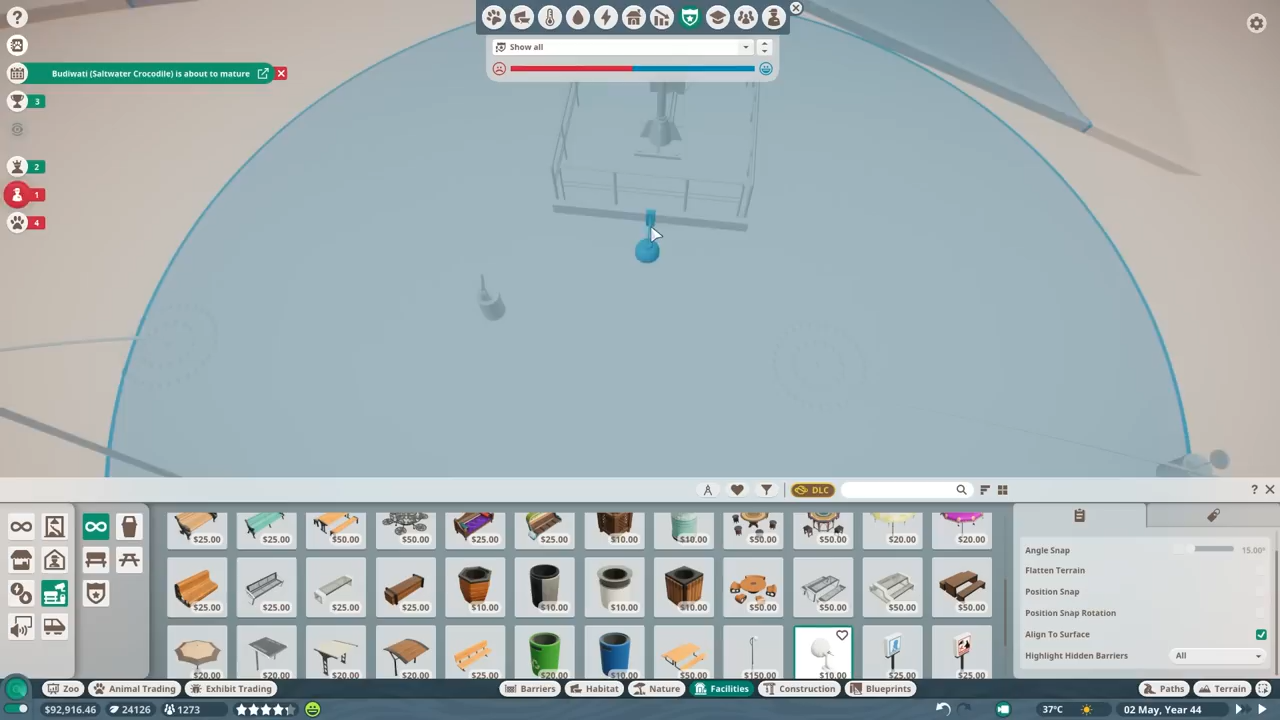 Show all
Budiwati (Saltwater Crocodile) is about to mature
3
2
1
4
DLC
$25.00 $25.00 $50.00 $50.00 $25.00 $25.00 $10.00 $10.00 $50.00 $50.00 $20.00 $20.00
$25.00 $25.00 $25.00 $25.00 $10.00 $10.00 $10.00 $10.00 $50.00 $50.00 $50.00 $50.00
$20.00 $20.00 $20.00 $20.00 $25.00 $20.00 $20.00 $50.00 $150.00 $10.00 $25.00 $25.00
Angle Snap 15.00°
Flatten Terrain
Position Snap
Position Snap Rotation
Align To Surface
Highlight Hidden Barriers All
Zoo Animal Trading Exhibit Trading Barriers Habitat Nature Facilities Construction Blueprints Paths Terrain
$92,916.46 24126 1273 37°C 02 May, Year 44